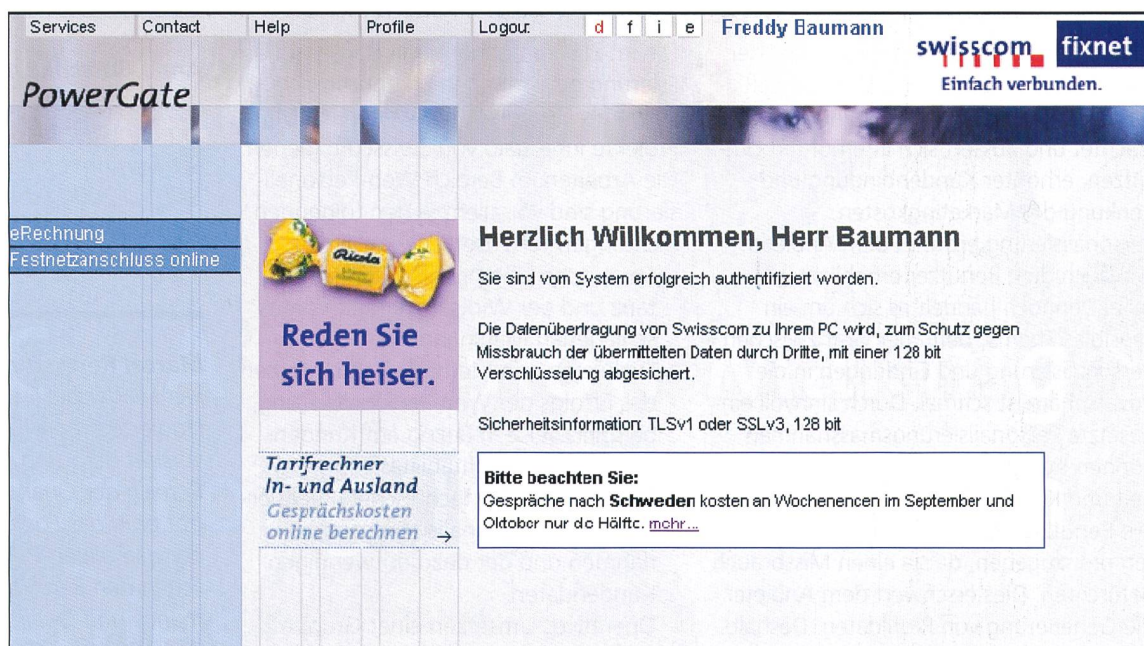 Services Contact Help Profile Logout d f i e Freddy Baumann
swisscom fixnet
Einfach verbunden.
PowerGate
eRechnung
Festnetzanschluss online
Ricola
Reden Sie
sich heiser.
Herzlich Willkommen, Herr Baumann
Sie sind vom System erfolgreich authentifiziert worden.
Die Datenübertragung von Swisscom zu Ihrem PC wird, zum Schutz gegen
Missbrauch der übermittelten Daten durch Dritte, mit einer 128 bit
Verschlüsselung abgesichert.
Sicherheitsinformation: TLSv1 oder SSLv3, 128 bit
Tarifrechner
In- und Ausland
Gesprächskosten
online berechnen →
Bitte beachten Sie:
Gespräche nach Schweden kosten an Wochenenden im September und
Oktober nur die Hälfte. mehr...